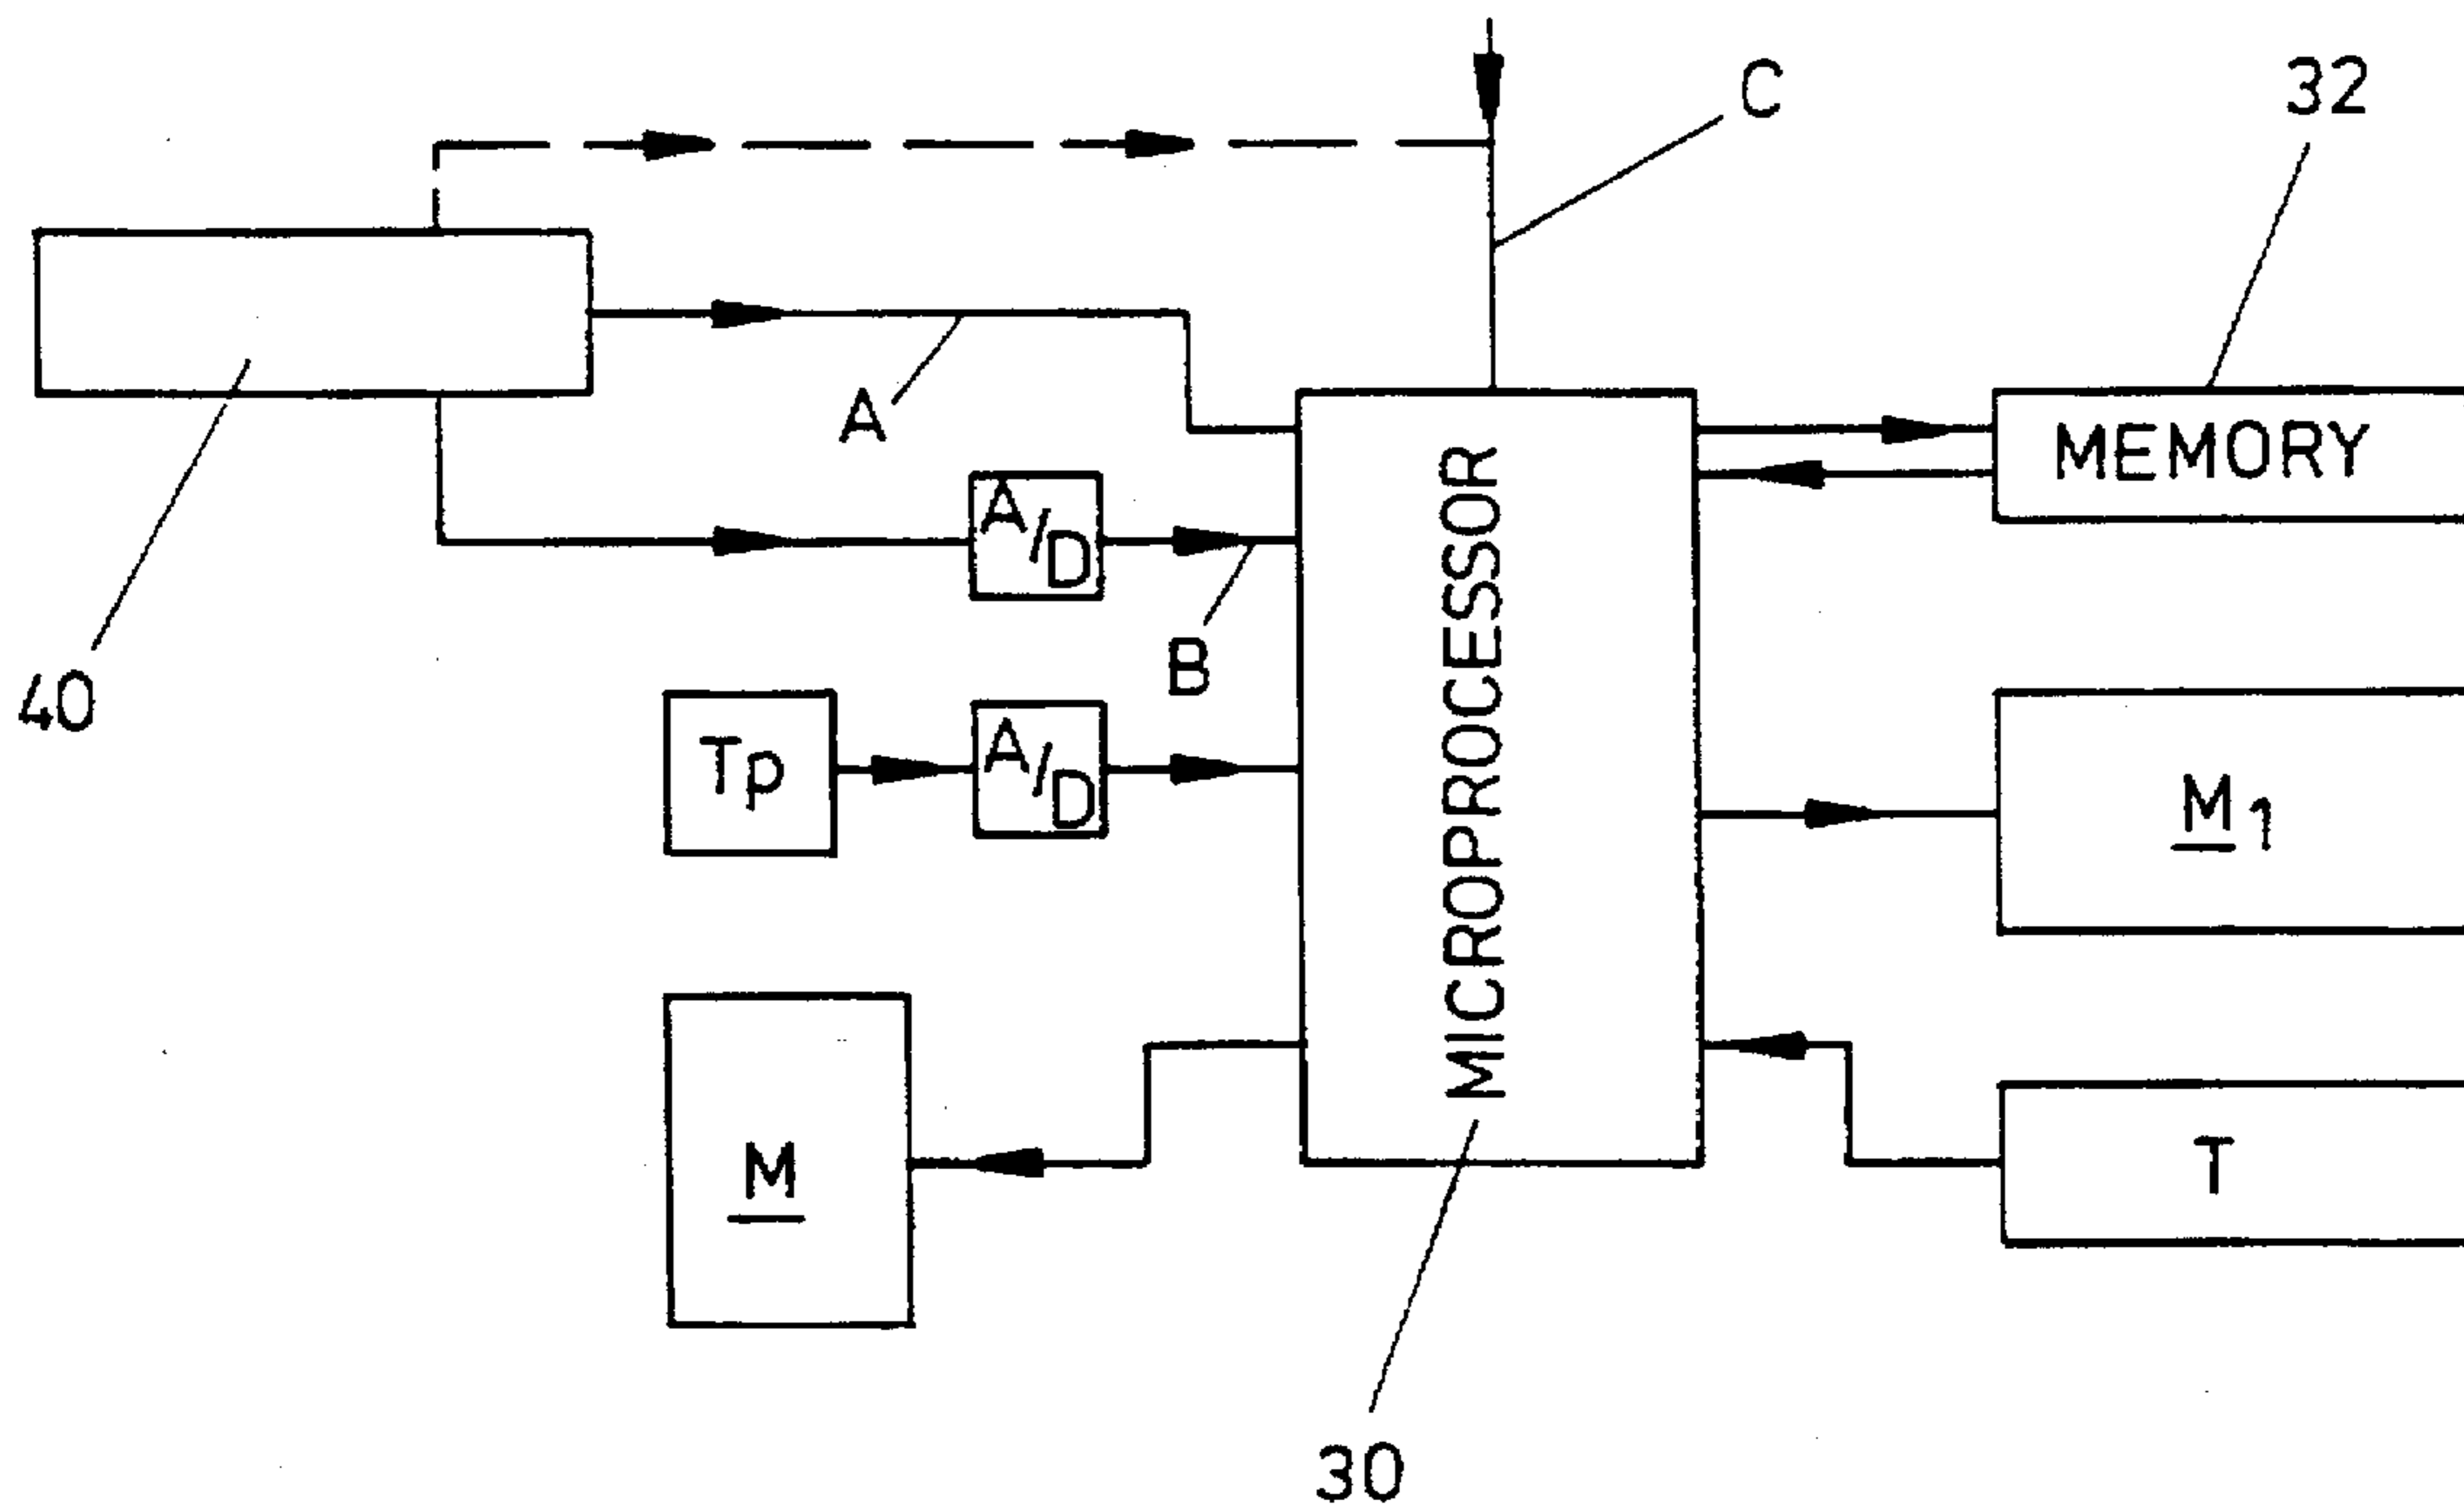 C
32
A
MEMORY
A/D
B
40
Tp
A/D
MICROPROCESSOR
M1
M
T
30